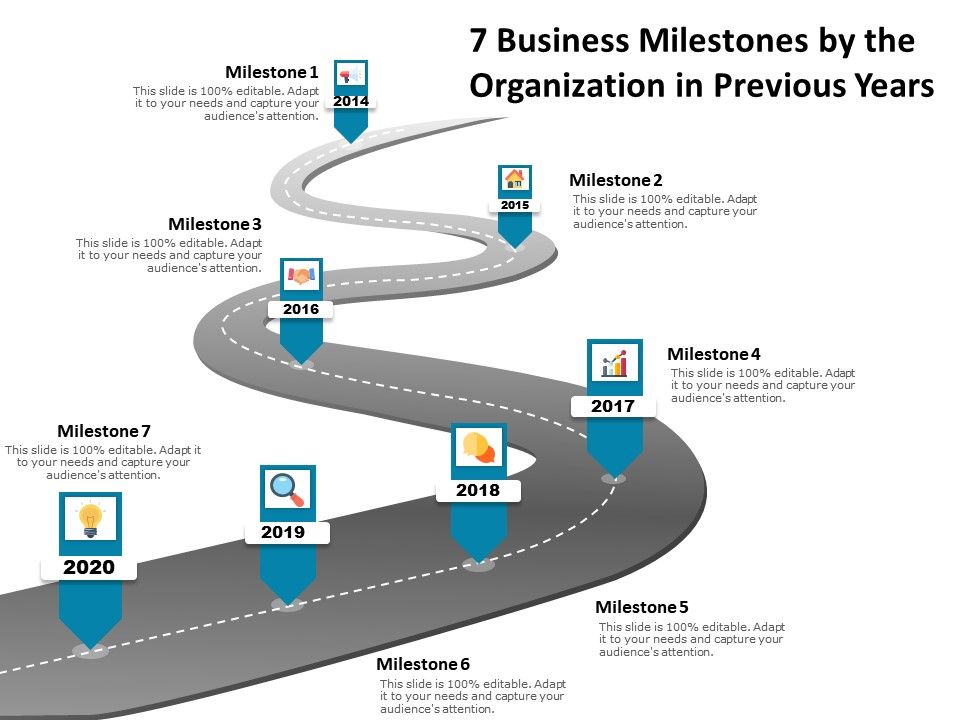 7 Business Milestones by the
Organization in Previous Years
Milestone 1
This slide is 100% editable. Adapt
it to your needs and capture your
audience's attention.
2014
Milestone 2
This slide is 100% editable. Adapt
it to your needs and capture your
audience's attention.
2015
Milestone 3
This slide is 100% editable. Adapt
it to your needs and capture your
audience's attention.
2016
Milestone 4
This slide is 100% editable. Adapt
it to your needs and capture your
audience's attention.
2017
2018
Milestone 7
This slide is 100% editable. Adapt it
to your needs and capture your
audience's attention.
2019
2020
Milestone 5
This slide is 100% editable. Adapt
it to your needs and capture your
audience's attention.
Milestone 6
This slide is 100% editable. Adapt
it to your needs and capture your
audience's attention.